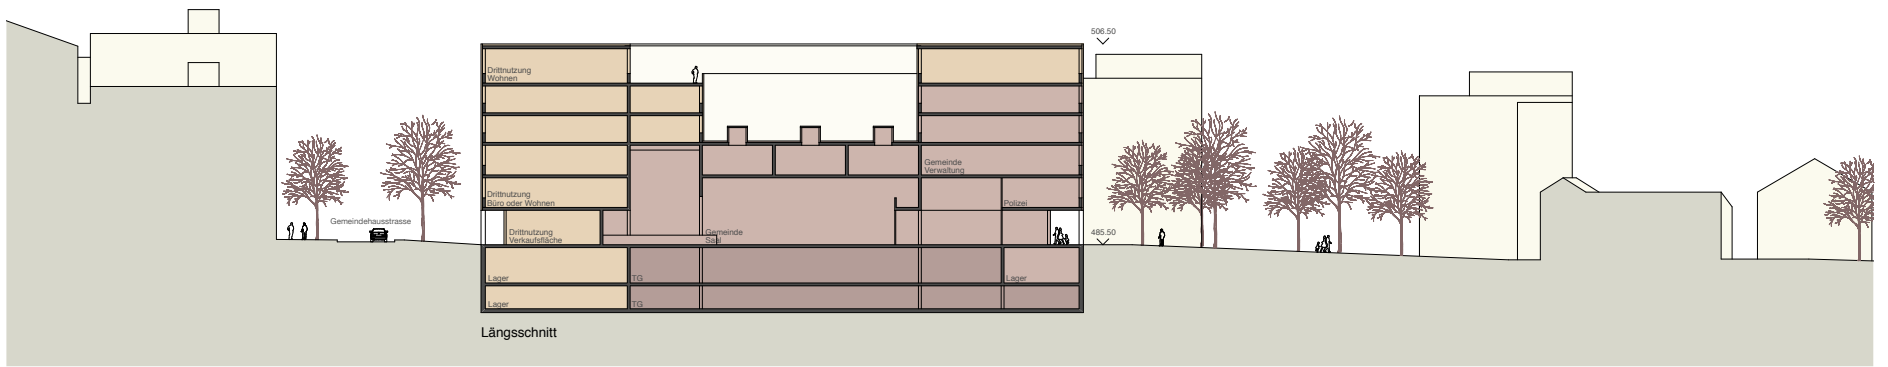 506.50
Drittnutzung
Wohnen
Gemeinde
Verwaltung
Drittnutzung
Büro oder Wohnen
Polizei
Gemeindehausstrasse
Drittnutzung
Verkaufsfläche
Gemeinde
Saal
485.50
Lager
TG
Lager
Lager
TG
Längsschnitt